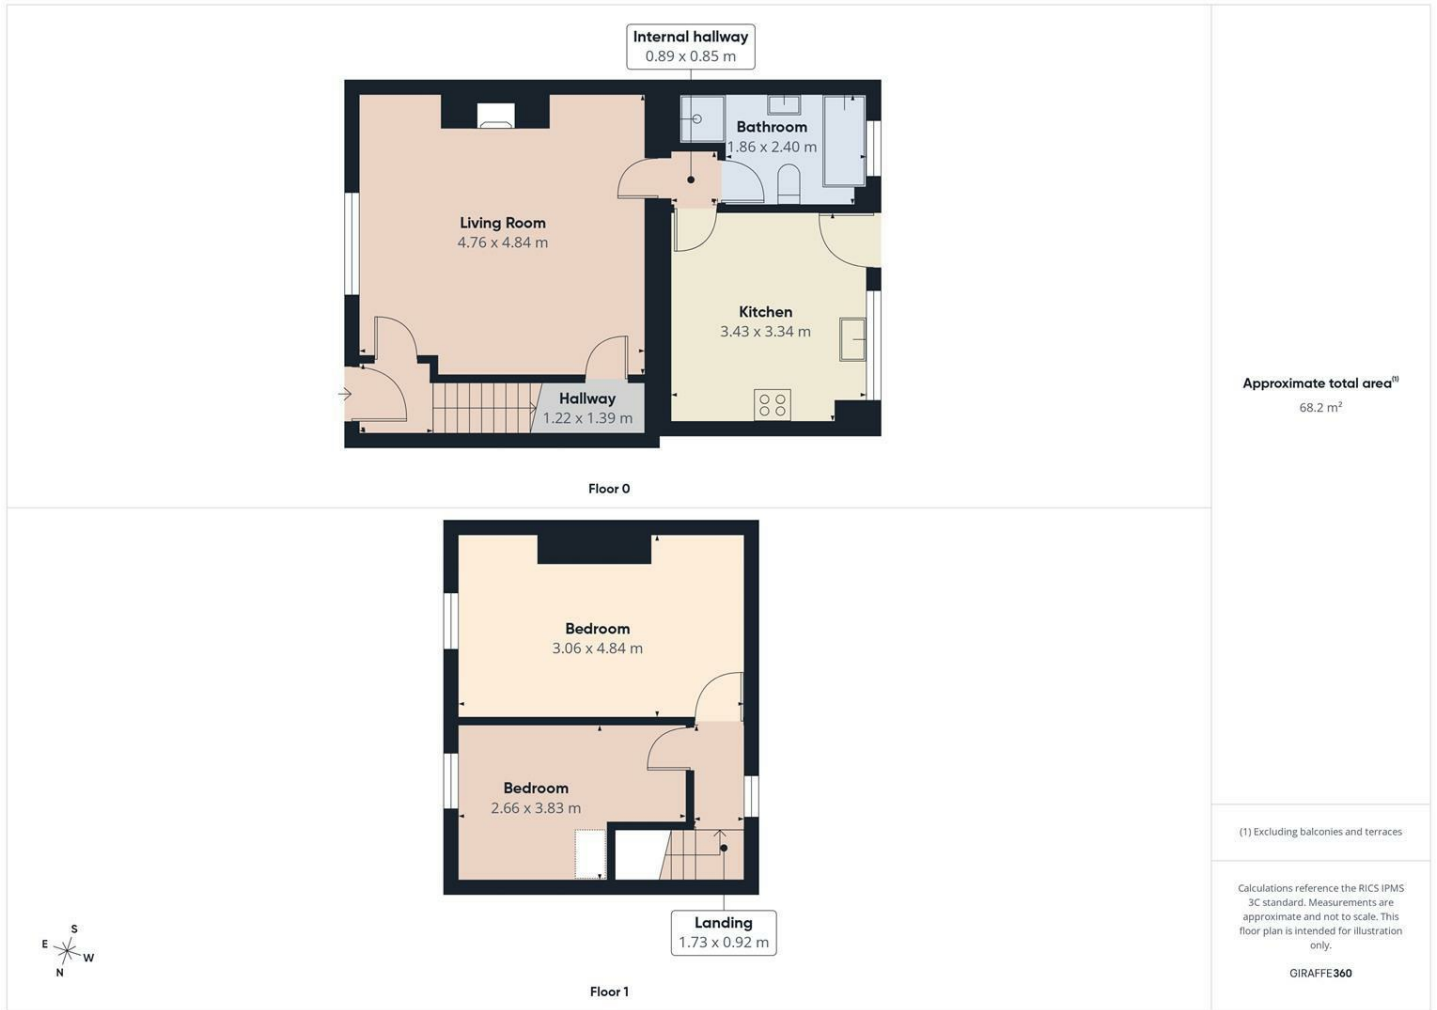 Internal hallway
0.89 x 0.85 m
Bathroom
1.86 x 2.40 m
Living Room
4.76 x 4.84 m
Kitchen
3.43 x 3.34 m
Hallway
1.22 x 1.39 m
Floor 0
Bedroom
3.06 x 4.84 m
Bedroom
2.66 x 3.83 m
Landing
1.73 x 0.92 m
Floor 1
S
E
W
N
Approximate total area(1)
68.2 m²
(1) Excluding balconies and terraces
Calculations reference the RICS IPMS
3C standard. Measurements are
approximate and not to scale. This
floor plan is intended for illustration
only.
GIRAFFE360